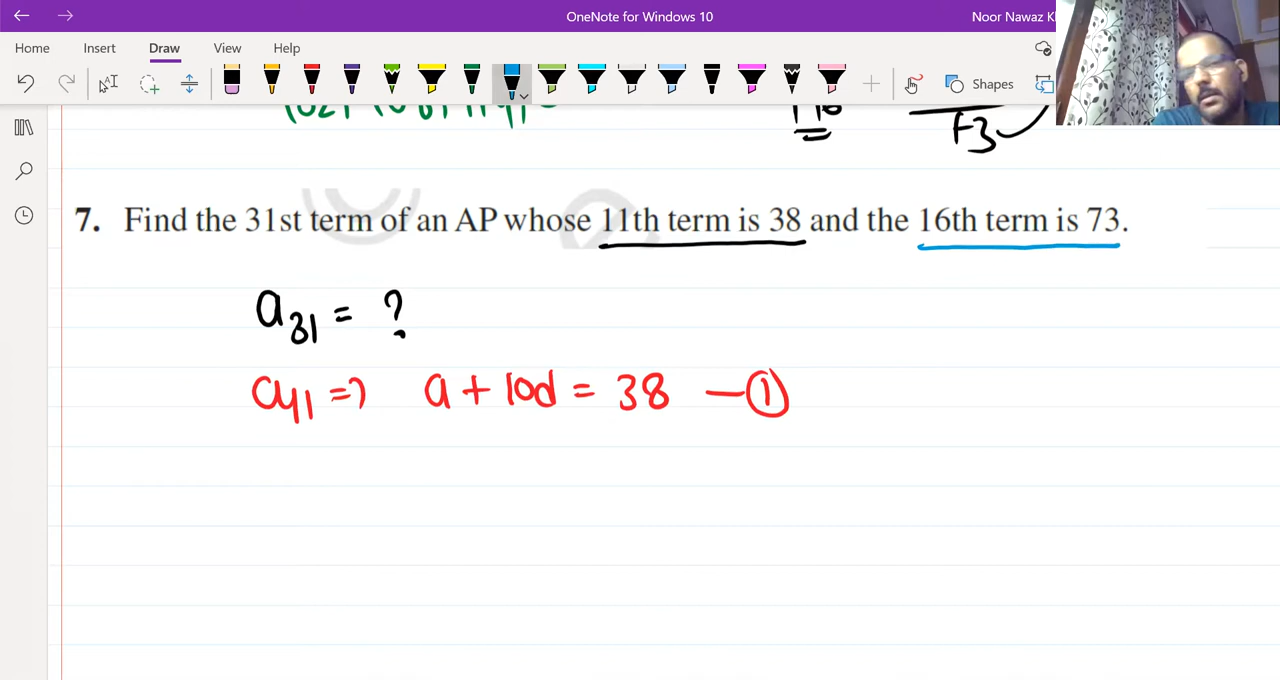 OneNote for Windows 10
Noor Nawaz
Home Insert Draw View Help
Shapes
+3
7. Find the 31st term of an AP whose 11th term is 38 and the 16th term is 73.
a31 = ?
a11 => a + 10d = 38 —①